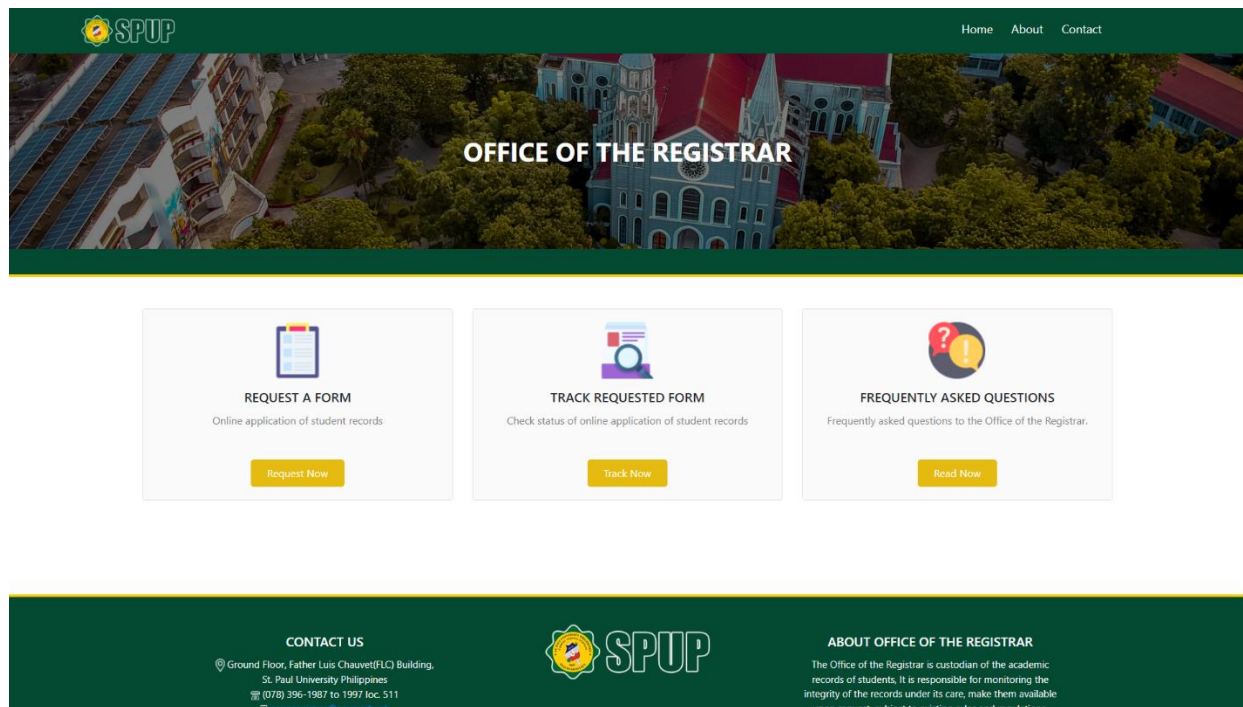 SPUP
Home About Contact
OFFICE OF THE REGISTRAR
REQUEST A FORM
Online application of student records
Request Now
TRACK REQUESTED FORM
Check status of online application of student records
Track Now
FREQUENTLY ASKED QUESTIONS
Frequently asked questions to the Office of the Registrar.
Read Now
CONTACT US
Ground Floor, Father Luis Chauvet(FLC) Building,
St. Paul University Philippines
(078) 396-1987 to 1997 loc. 511
SPUP
ABOUT OFFICE OF THE REGISTRAR
The Office of the Registrar is custodian of the academic
records of students, It is responsible for monitoring the
integrity of the records under its care, make them available